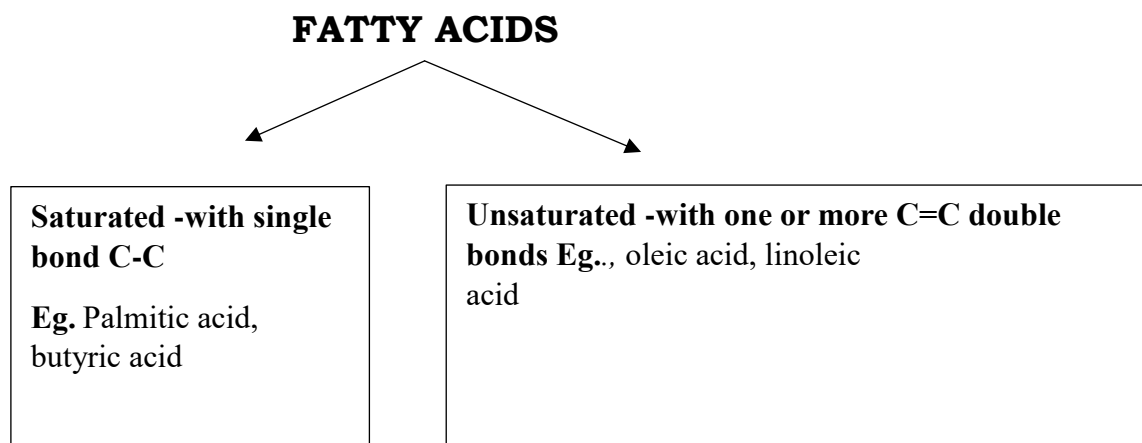 FATTY ACIDS
Saturated -with single
bond C-C
Eg. Palmitic acid,
butyric acid
Unsaturated -with one or more C=C double
bonds Eg.., oleic acid, linoleic
acid